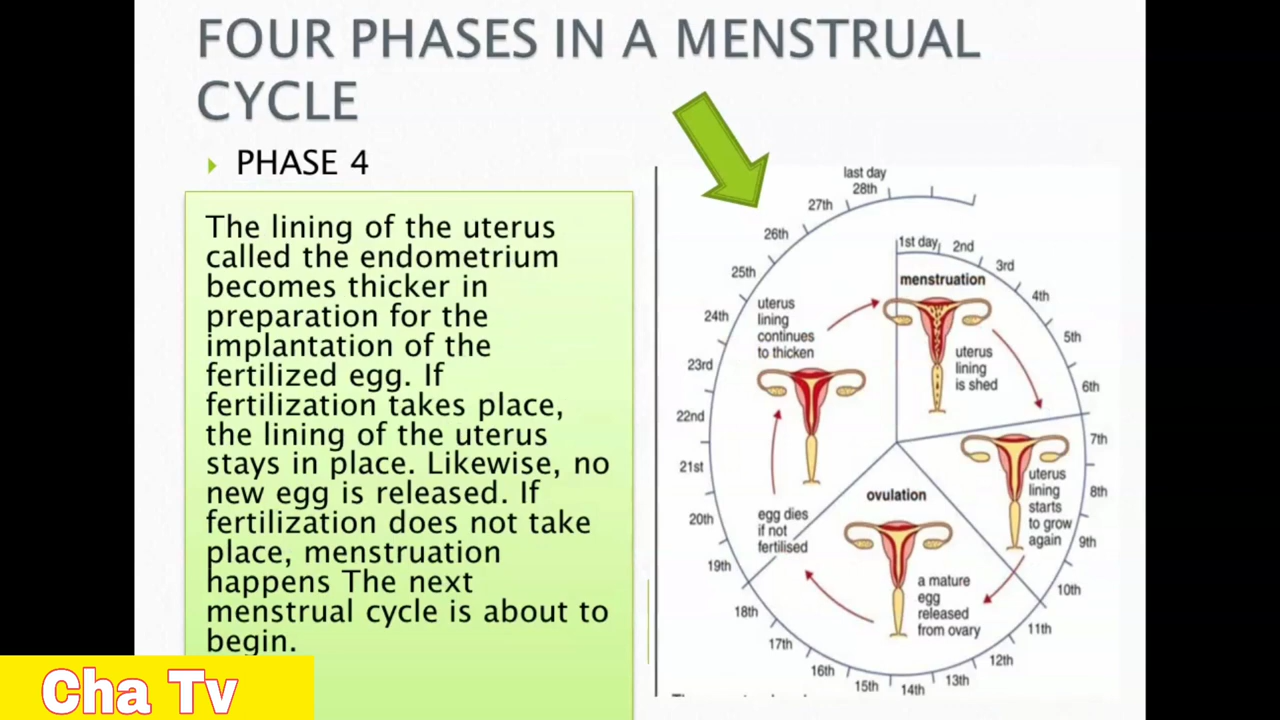 FOUR PHASES IN A MENSTRUAL
CYCLE
PHASE 4
The lining of the uterus
called the endometrium
becomes thicker in
preparation for the
implantation of the
fertilized egg. If
fertilization takes place,
the lining of the uterus
stays in place. Likewise, no
new egg is released. If
fertilization does not take
place, menstruation
happens The next
menstrual cycle is about to
begin.
last day
28th
27th
26th
25th
24th
23rd
22nd
21st
20th
19th
18th
17th
16th
15th
14th
13th
12th
11th
10th
9th
8th
7th
6th
5th
4th
3rd
2nd
1st day
menstruation
uterus
lining
is shed
uterus
lining
starts
to grow
again
ovulation
a mature
egg
released
from ovary
egg dies
if not
fertilised
uterus
lining
continues
to thicken
Cha Tv